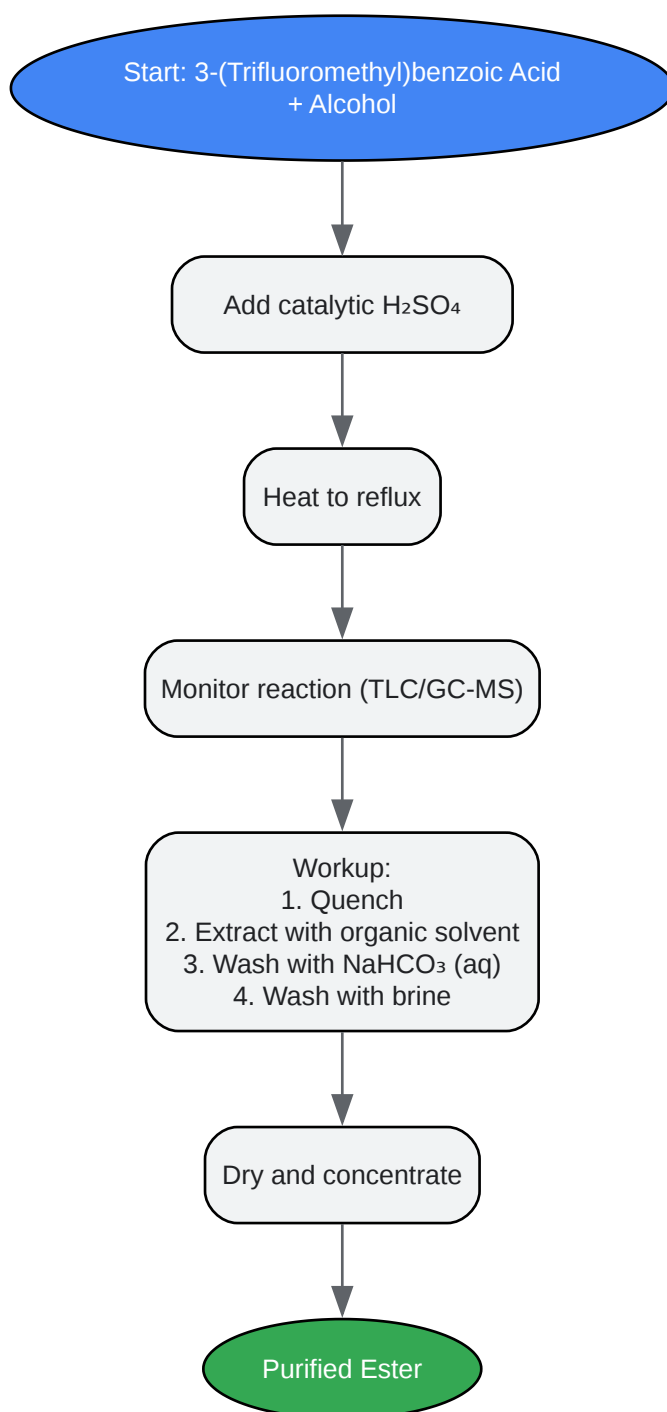 Start: 3-(Trifluoromethyl)benzoic Acid
+ Alcohol
Add catalytic H₂SO₄
Heat to reflux
Monitor reaction (TLC/GC-MS)
Workup:
1. Quench
2. Extract with organic solvent
3. Wash with NaHCO₃ (aq)
4. Wash with brine
Dry and concentrate
Purified Ester